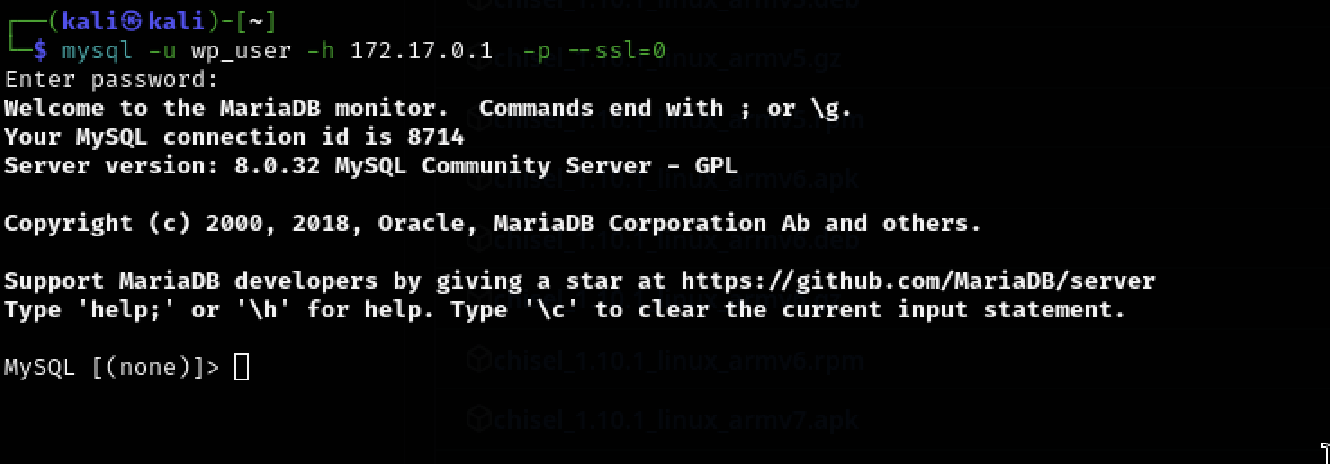 chisel_1.10.1_linux_armv5.deb
┌──(kali㉿kali)-[~]
└─$ mysql -u wp_user -h 172.17.0.1  -p --ssl=0
chisel_1.10.1_linux_armv5.gz
Enter password:
Welcome to the MariaDB monitor.  Commands end with ; or \g.
chisel_1.10.1_linux_armv5.rpm
Your MySQL connection id is 8714
Server version: 8.0.32 MySQL Community Server - GPL
chisel_1.10.1_linux_armv6.apk
Copyright (c) 2000, 2018, Oracle, MariaDB Corporation Ab and others.
chisel_1.10.1_linux_armv6.deb
Support MariaDB developers by giving a star at https://github.com/MariaDB/server
Type 'help;' or '\h' for help. Type '\c' to clear the current input statement.
chisel_1.10.1_linux_armv6.rpm
MySQL [(none)]>
chisel_1.10.1_linux_armv7.apk